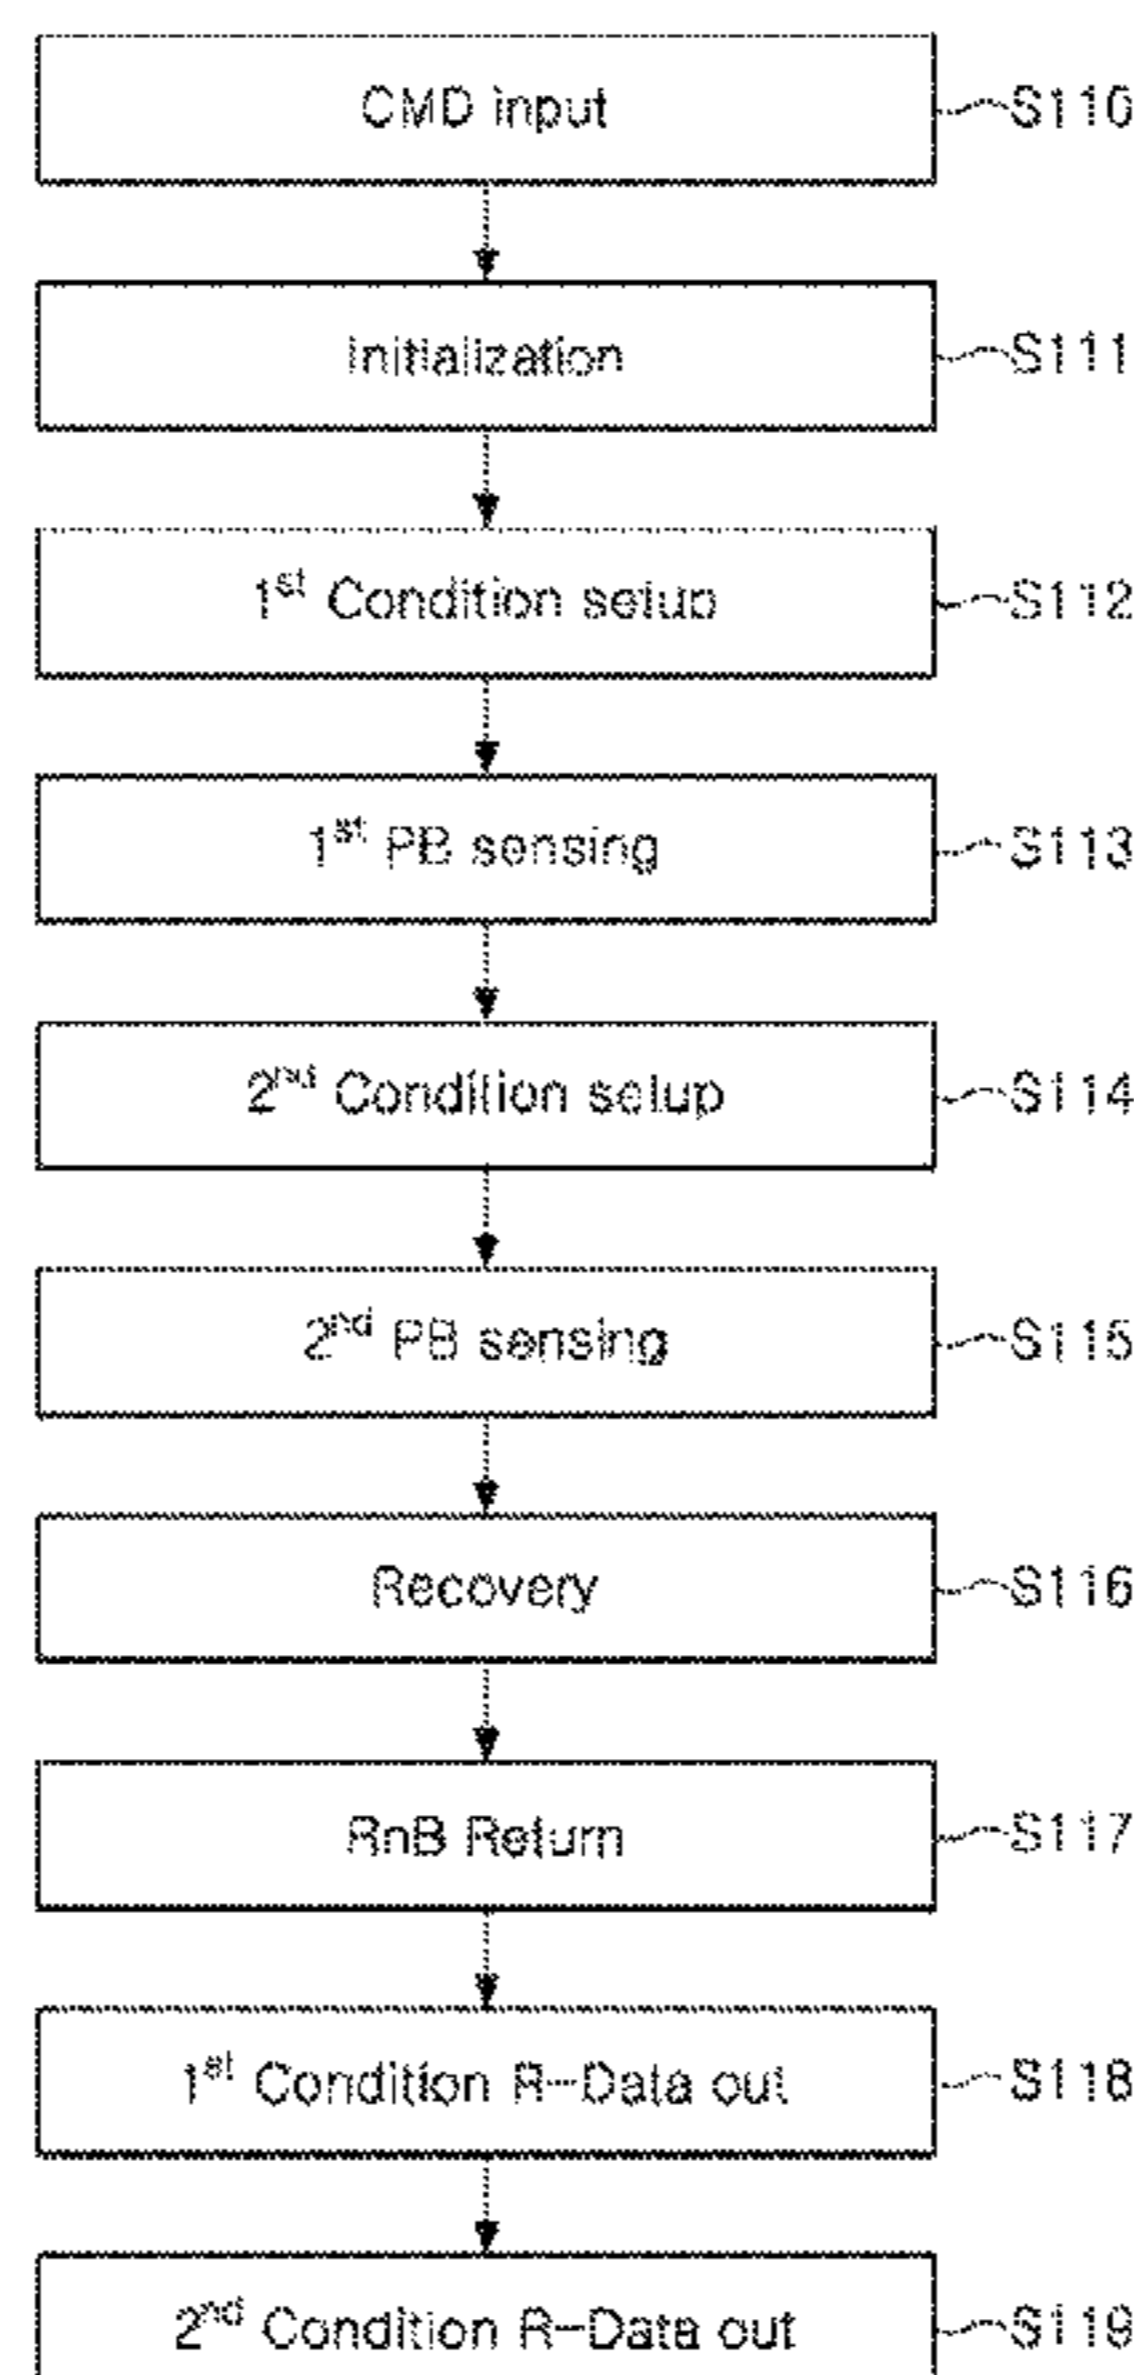 CMD input S110
Initialization S111
1st Condition setup S112
1st PB sensing S113
2nd Condition setup S114
2nd PB sensing S115
Recovery S116
RnB Return S117
1st Condition R-Data out S118
2nd Condition R-Data out S119